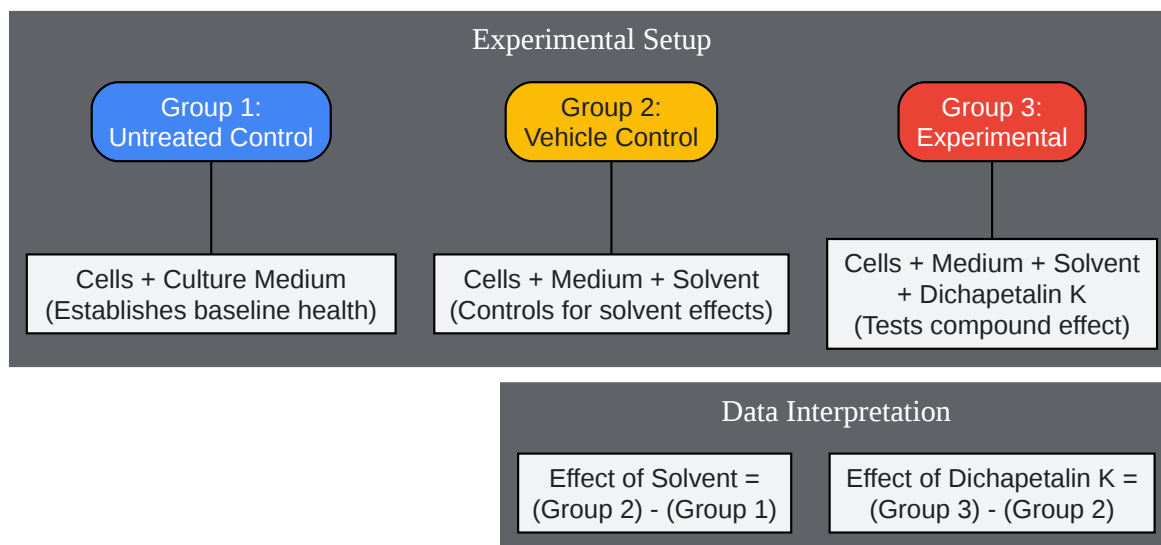 Experimental Setup
Group 1:
Untreated Control
Group 2:
Vehicle Control
Group 3:
Experimental
Cells + Culture Medium
(Establishes baseline health)
Cells + Medium + Solvent
(Controls for solvent effects)
Cells + Medium + Solvent
+ Dichapetalin K
(Tests compound effect)
Data Interpretation
Effect of Solvent =
(Group 2) - (Group 1)
Effect of Dichapetalin K =
(Group 3) - (Group 2)